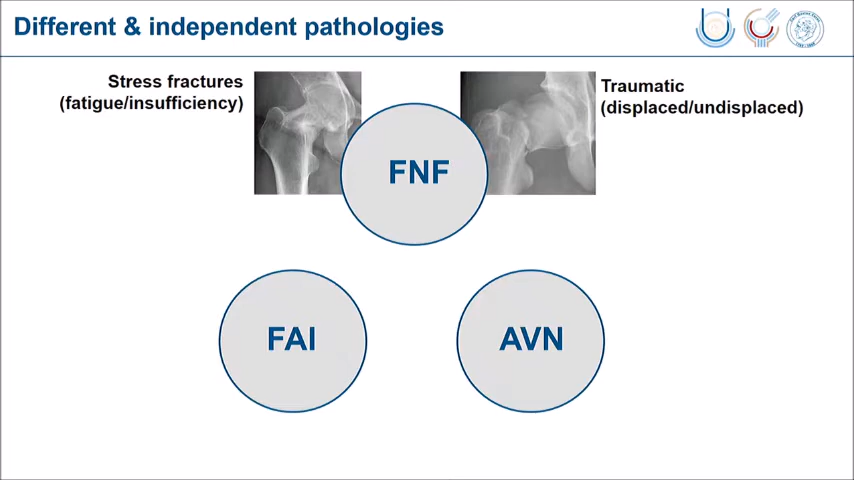 Different & independent pathologies
Stress fractures
(fatigue/insufficiency)
Traumatic
(displaced/undisplaced)
FNF
FAI
AVN